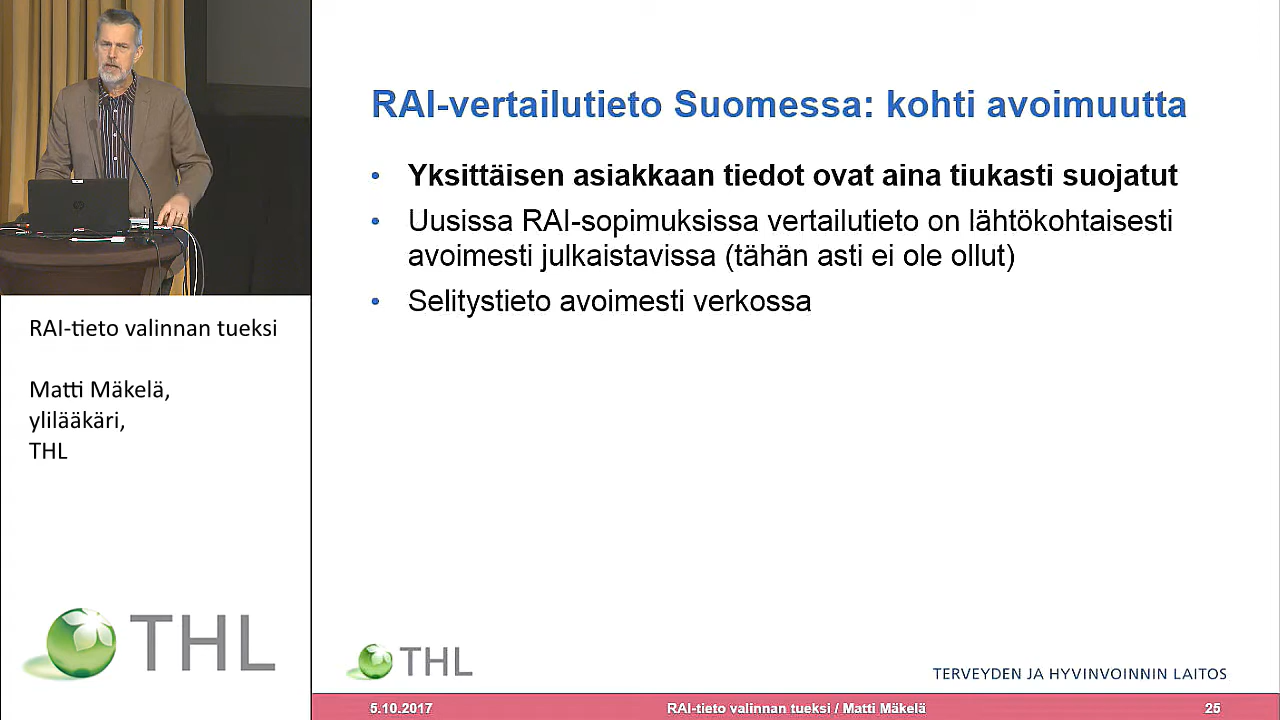 RAI-vertailutieto Suomessa: kohti avoimuutta
• Yksittäisen asiakkaan tiedot ovat aina tiukasti suojatut
• Uusissa RAI-sopimuksissa vertailutieto on lähtökohtaisesti
avoimesti julkaistavissa (tähän asti ei ole ollut)
• Selitystieto avoimesti verkossa
RAI-tieto valinnan tueksi
Matti Mäkelä,
ylilääkäri,
THL
THL
THL
TERVEYDEN JA HYVINVOINNIN LAITOS
5.10.2017
RAI-tieto valinnan tueksi / Matti Mäkelä
25